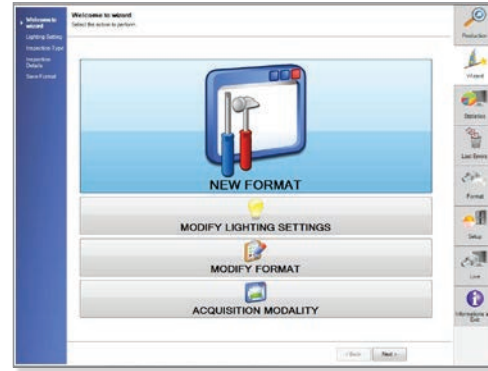 Welcome to wizard
Lighting Setting
Inspection Type
Inspection Details
Save Format
Welcome to wizard
Select the action to perform.
NEW FORMAT
MODIFY LIGHTING SETTINGS
MODIFY FORMAT
ACQUISITION MODALITY
< Back
Next >
Production
Wizard
Statistics
Last Errors
Format
Setup
Live
Informations &
Exit